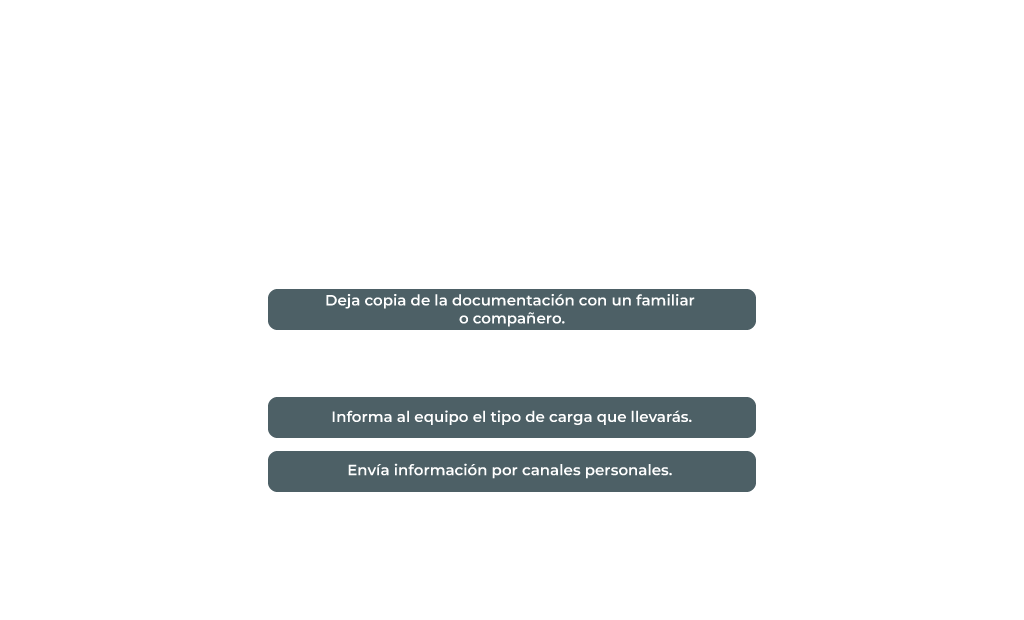 Deja copia de la documentación con un familiar
o compañero.
Informa al equipo el tipo de carga que llevarás.
Envía información por canales personales.